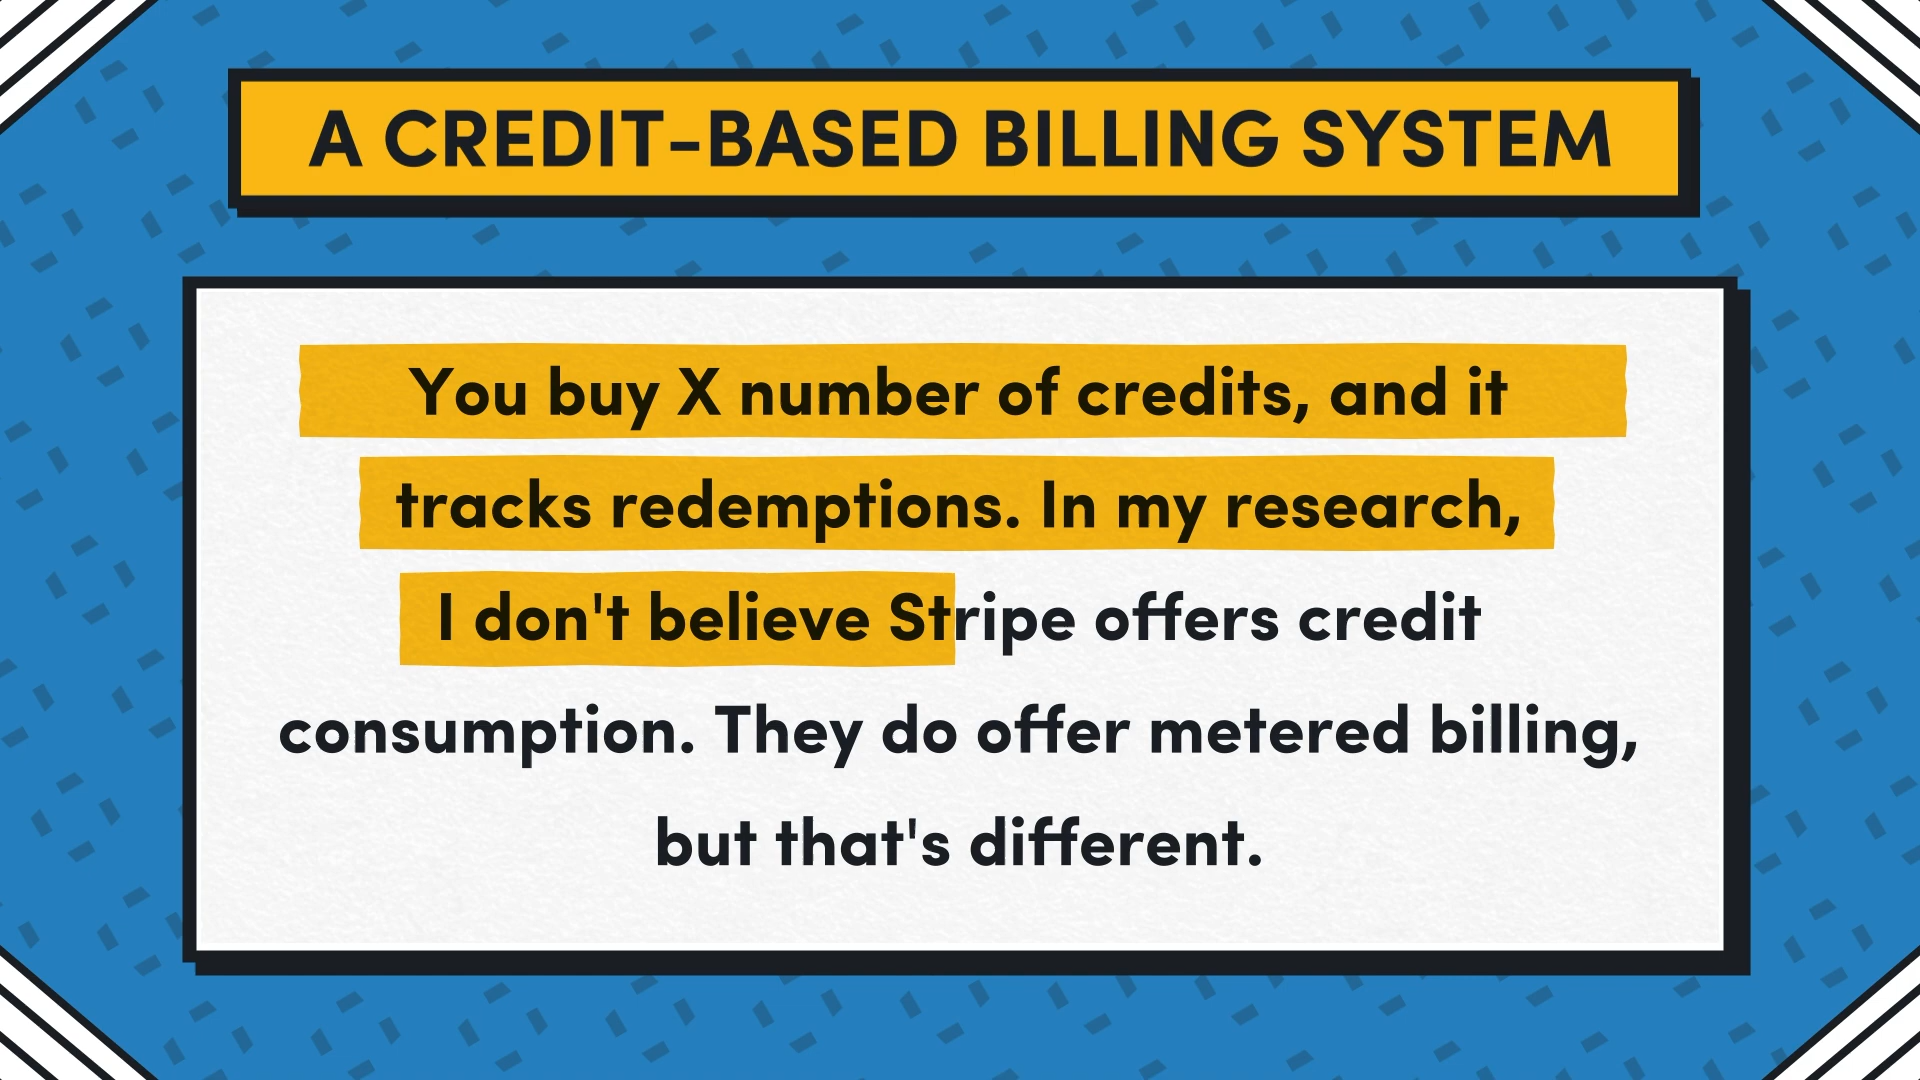 A CREDIT-BASED BILLING SYSTEM
You buy X number of credits, and it
tracks redemptions. In my research,
I don't believe Stripe offers credit
consumption. They do offer metered billing,
but that's different.